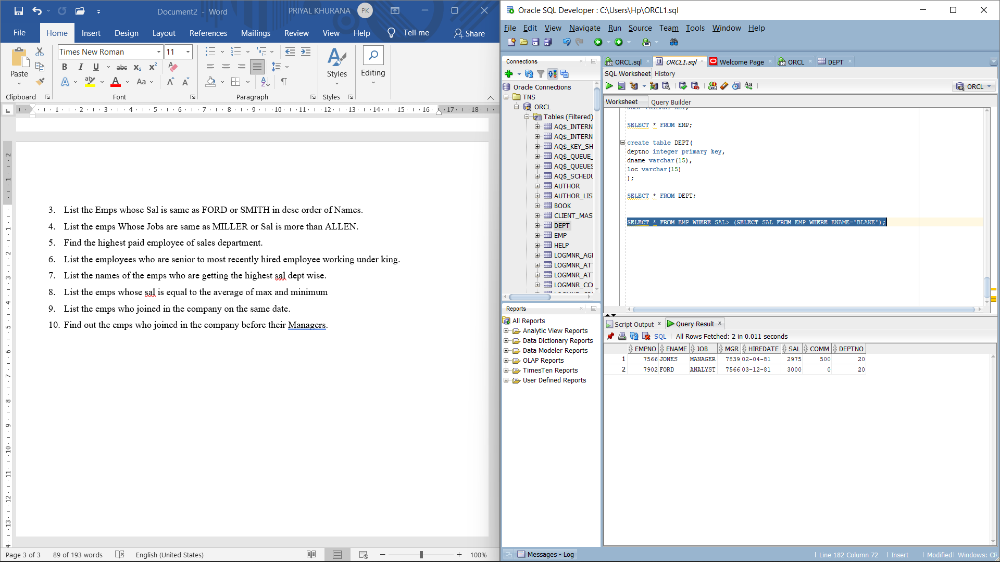 Document2 - Word
PRIYAL KHURANA
PK
File Home Insert Design Layout References Mailings Review View Help Tell me Share
Times New Roman 11
Paste
Styles
Editing
Clipboard Font Paragraph Styles
1 2 3 4 5 6 7 8 9 10 11 12 13 14 15 16 17 18
3. List the Emps whose Sal is same as FORD or SMITH in desc order of Names.
4. List the emps Whose Jobs are same as MILLER or Sal is more than ALLEN.
5. Find the highest paid employee of sales department.
6. List the employees who are senior to most recently hired employee working under king.
7. List the names of the emps who are getting the highest sal dept wise.
8. List the emps whose sal is equal to the average of max and minimum
9. List the emps who joined in the company on the same date.
10. Find out the emps who joined in the company before their Managers.
Page 3 of 3 89 of 193 words English (United States) 100%
Oracle SQL Developer : C:\Users\Hp\ORCL1.sql
File Edit View Navigate Run Source Team Tools Window Help
Connections
Oracle Connections
TNS
ORCL
Tables (Filtered)
AQ$_INTERN
AQ$_INTERN
AQ$_KEY_SH
AQ$_QUEUE_
AQ$_QUEUES
AQ$_SCHEDU
AUTHOR
AUTHOR_LIS
BOOK
CLIENT_MAS
DEPT
EMP
HELP
LOGMNR_AGI
LOGMNR_AT
LOGMNR_AT
LOGMNR_CCC
Reports
All Reports
Analytic View Reports
Data Dictionary Reports
Data Modeler Reports
OLAP Reports
TimesTen Reports
User Defined Reports
ORCL.sql ORCL1.sql Welcome Page ORCL DEPT
SQL Worksheet History
ORCL
Worksheet Query Builder
DROP PRIMARY KEY;
SELECT * FROM EMP;
create table DEPT(
deptno integer primary key,
dname varchar(15),
loc varchar(15)
);
SELECT * FROM DEPT;
SELECT * FROM EMP WHERE SAL> (SELECT SAL FROM EMP WHERE ENAME='BLAKE');
Script Output Query Result
SQL All Rows Fetched: 2 in 0.011 seconds
EMPNO ENAME JOB MGR HIREDATE SAL COMM DEPTNO
1 7566 JONES MANAGER 7839 02-04-81 2975 500 20
2 7902 FORD ANALYST 7566 03-12-81 3000 0 20
Messages - Log
Line 182 Column 72 Insert Modified Windows: CR